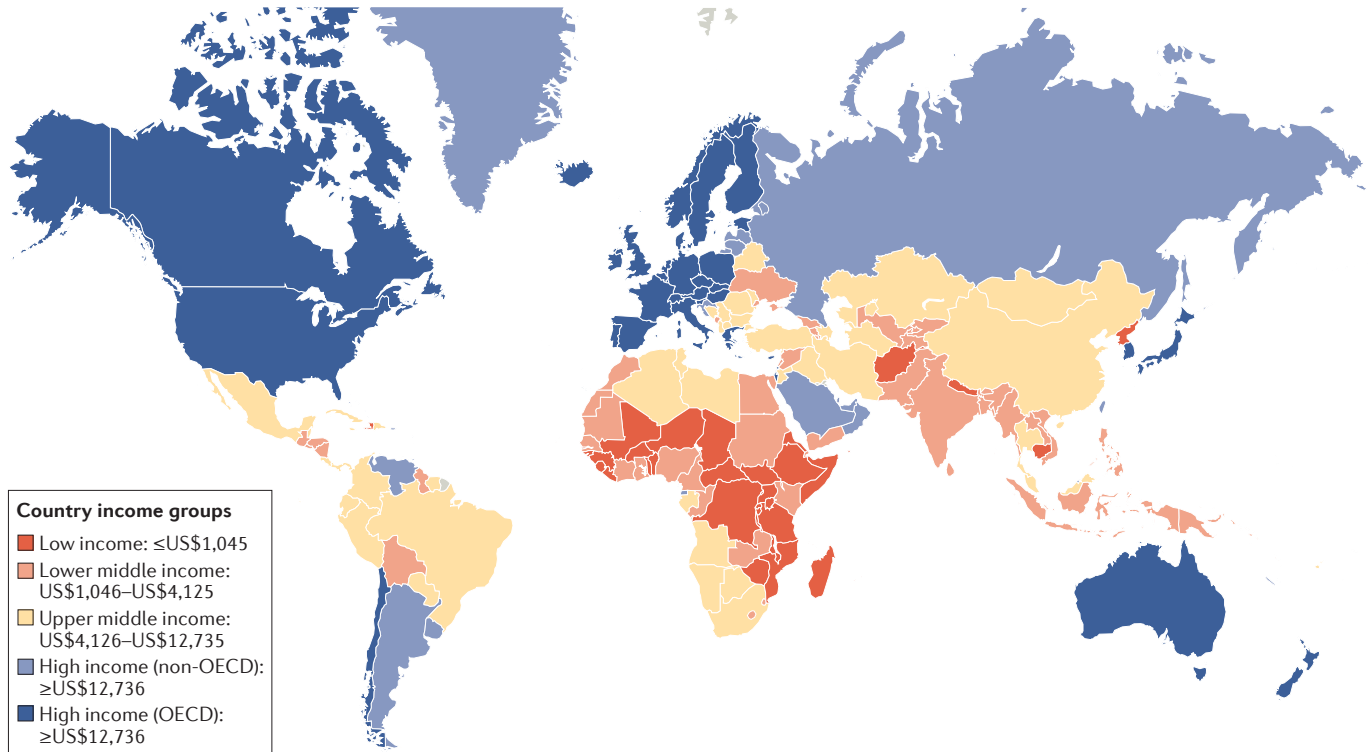 Country income groups
Low income: ≤US$1,045
Lower middle income:
US$1,046–US$4,125
Upper middle income:
US$4,126–US$12,735
High income (non-OECD):
≥US$12,736
High income (OECD):
≥US$12,736